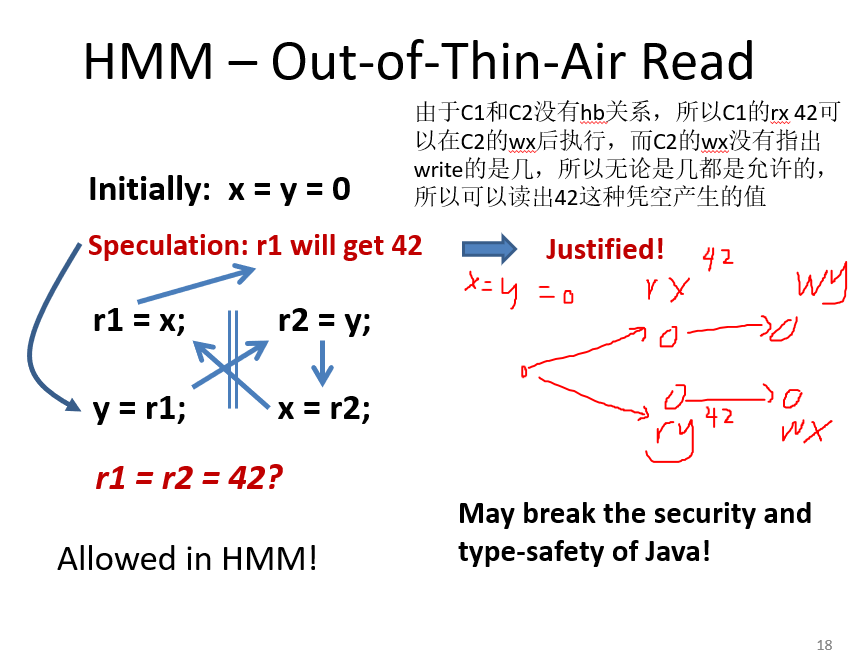 HMM – Out-of-Thin-Air Read
由于C1和C2没有hb关系，所以C1的rx 42可
以在C2的wx后执行，而C2的wx没有指出
write的是几，所以无论是几都是允许的，
所以可以读出42这种凭空产生的值
Initially:  x = y = 0
Speculation: r1 will get 42
Justified!
x=y =0
rx 42
wy
r1 = x;
r2 = y;
y = r1;
x = r2;
ry 42
wx
r1 = r2 = 42?
May break the security and
type-safety of Java!
Allowed in HMM!
18